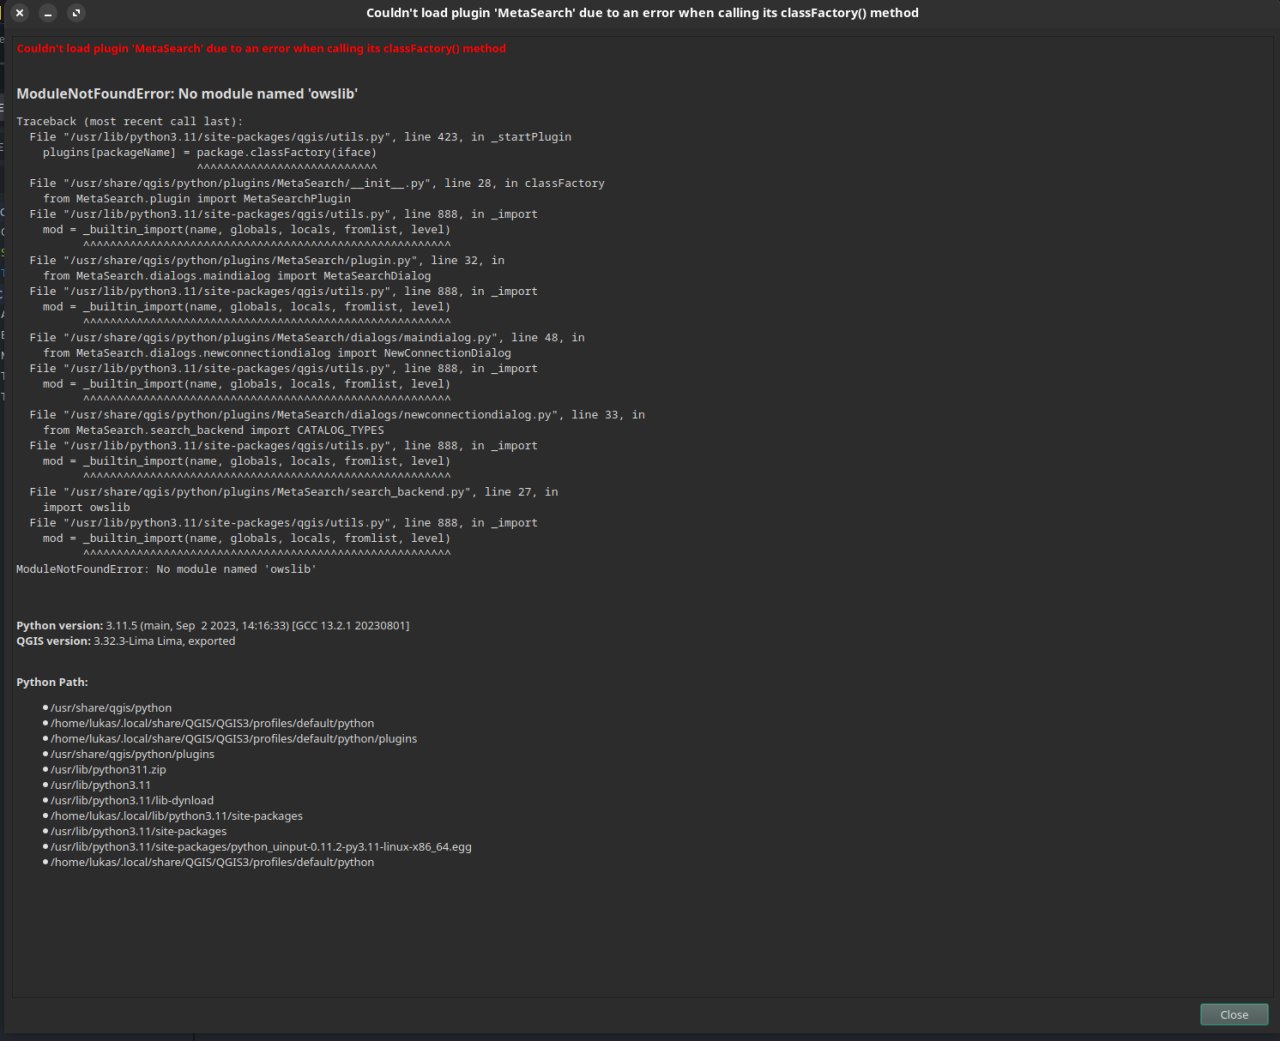 Couldn't load plugin 'MetaSearch' due to an error when calling its classFactory() method
Couldn't load plugin 'MetaSearch' due to an error when calling its classFactory() method
ModuleNotFoundError: No module named 'owslib'
Traceback (most recent call last):
  File "/usr/lib/python3.11/site-packages/qgis/utils.py", line 423, in _startPlugin
    plugins[packageName] = package.classFactory(iface)
                           ^^^^^^^^^^^^^^^^^^^^^^^^^^^
  File "/usr/share/qgis/python/plugins/MetaSearch/__init__.py", line 28, in classFactory
    from MetaSearch.plugin import MetaSearchPlugin
  File "/usr/lib/python3.11/site-packages/qgis/utils.py", line 888, in _import
    mod = _builtin_import(name, globals, locals, fromlist, level)
          ^^^^^^^^^^^^^^^^^^^^^^^^^^^^^^^^^^^^^^^^^^^^^^^^^^^^^^^
  File "/usr/share/qgis/python/plugins/MetaSearch/plugin.py", line 32, in
    from MetaSearch.dialogs.maindialog import MetaSearchDialog
  File "/usr/lib/python3.11/site-packages/qgis/utils.py", line 888, in _import
    mod = _builtin_import(name, globals, locals, fromlist, level)
          ^^^^^^^^^^^^^^^^^^^^^^^^^^^^^^^^^^^^^^^^^^^^^^^^^^^^^^^
  File "/usr/share/qgis/python/plugins/MetaSearch/dialogs/maindialog.py", line 48, in
    from MetaSearch.dialogs.newconnectiondialog import NewConnectionDialog
  File "/usr/lib/python3.11/site-packages/qgis/utils.py", line 888, in _import
    mod = _builtin_import(name, globals, locals, fromlist, level)
          ^^^^^^^^^^^^^^^^^^^^^^^^^^^^^^^^^^^^^^^^^^^^^^^^^^^^^^^
  File "/usr/share/qgis/python/plugins/MetaSearch/dialogs/newconnectiondialog.py", line 33, in
    from MetaSearch.search_backend import CATALOG_TYPES
  File "/usr/lib/python3.11/site-packages/qgis/utils.py", line 888, in _import
    mod = _builtin_import(name, globals, locals, fromlist, level)
          ^^^^^^^^^^^^^^^^^^^^^^^^^^^^^^^^^^^^^^^^^^^^^^^^^^^^^^^
  File "/usr/share/qgis/python/plugins/MetaSearch/search_backend.py", line 27, in
    import owslib
  File "/usr/lib/python3.11/site-packages/qgis/utils.py", line 888, in _import
    mod = _builtin_import(name, globals, locals, fromlist, level)
          ^^^^^^^^^^^^^^^^^^^^^^^^^^^^^^^^^^^^^^^^^^^^^^^^^^^^^^^
ModuleNotFoundError: No module named 'owslib'
Python version: 3.11.5 (main, Sep  2 2023, 14:16:33) [GCC 13.2.1 20230801]
QGIS version: 3.32.3-Lima Lima, exported
Python Path:
• /usr/share/qgis/python
• /home/lukas/.local/share/QGIS/QGIS3/profiles/default/python
• /home/lukas/.local/share/QGIS/QGIS3/profiles/default/python/plugins
• /usr/share/qgis/python/plugins
• /usr/lib/python311.zip
• /usr/lib/python3.11
• /usr/lib/python3.11/lib-dynload
• /home/lukas/.local/lib/python3.11/site-packages
• /usr/lib/python3.11/site-packages
• /usr/lib/python3.11/site-packages/python_uinput-0.11.2-py3.11-linux-x86_64.egg
• /home/lukas/.local/share/QGIS/QGIS3/profiles/default/python
Close